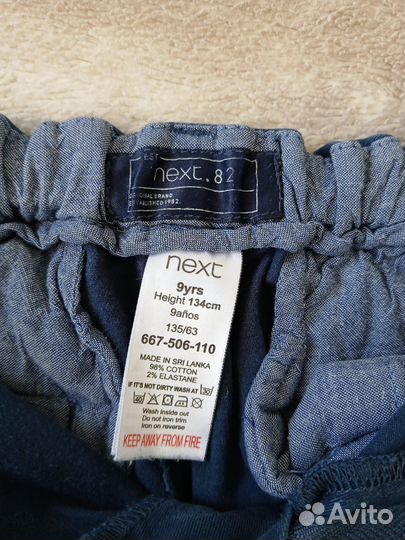 EST
next.82
ORIGINAL BRAND
ESTABLISHED 1982.
next
9yrs
Height 134cm
9años
135/63
667-506-110
MADE IN SRI LANKA
98% COTTON
2% ELASTANE
IF IT'S NOT DIRTY WASH AT 30
40
Wash inside out
Do not iron trim
Iron on reverse
KEEP AWAY FROM FIRE
Avito